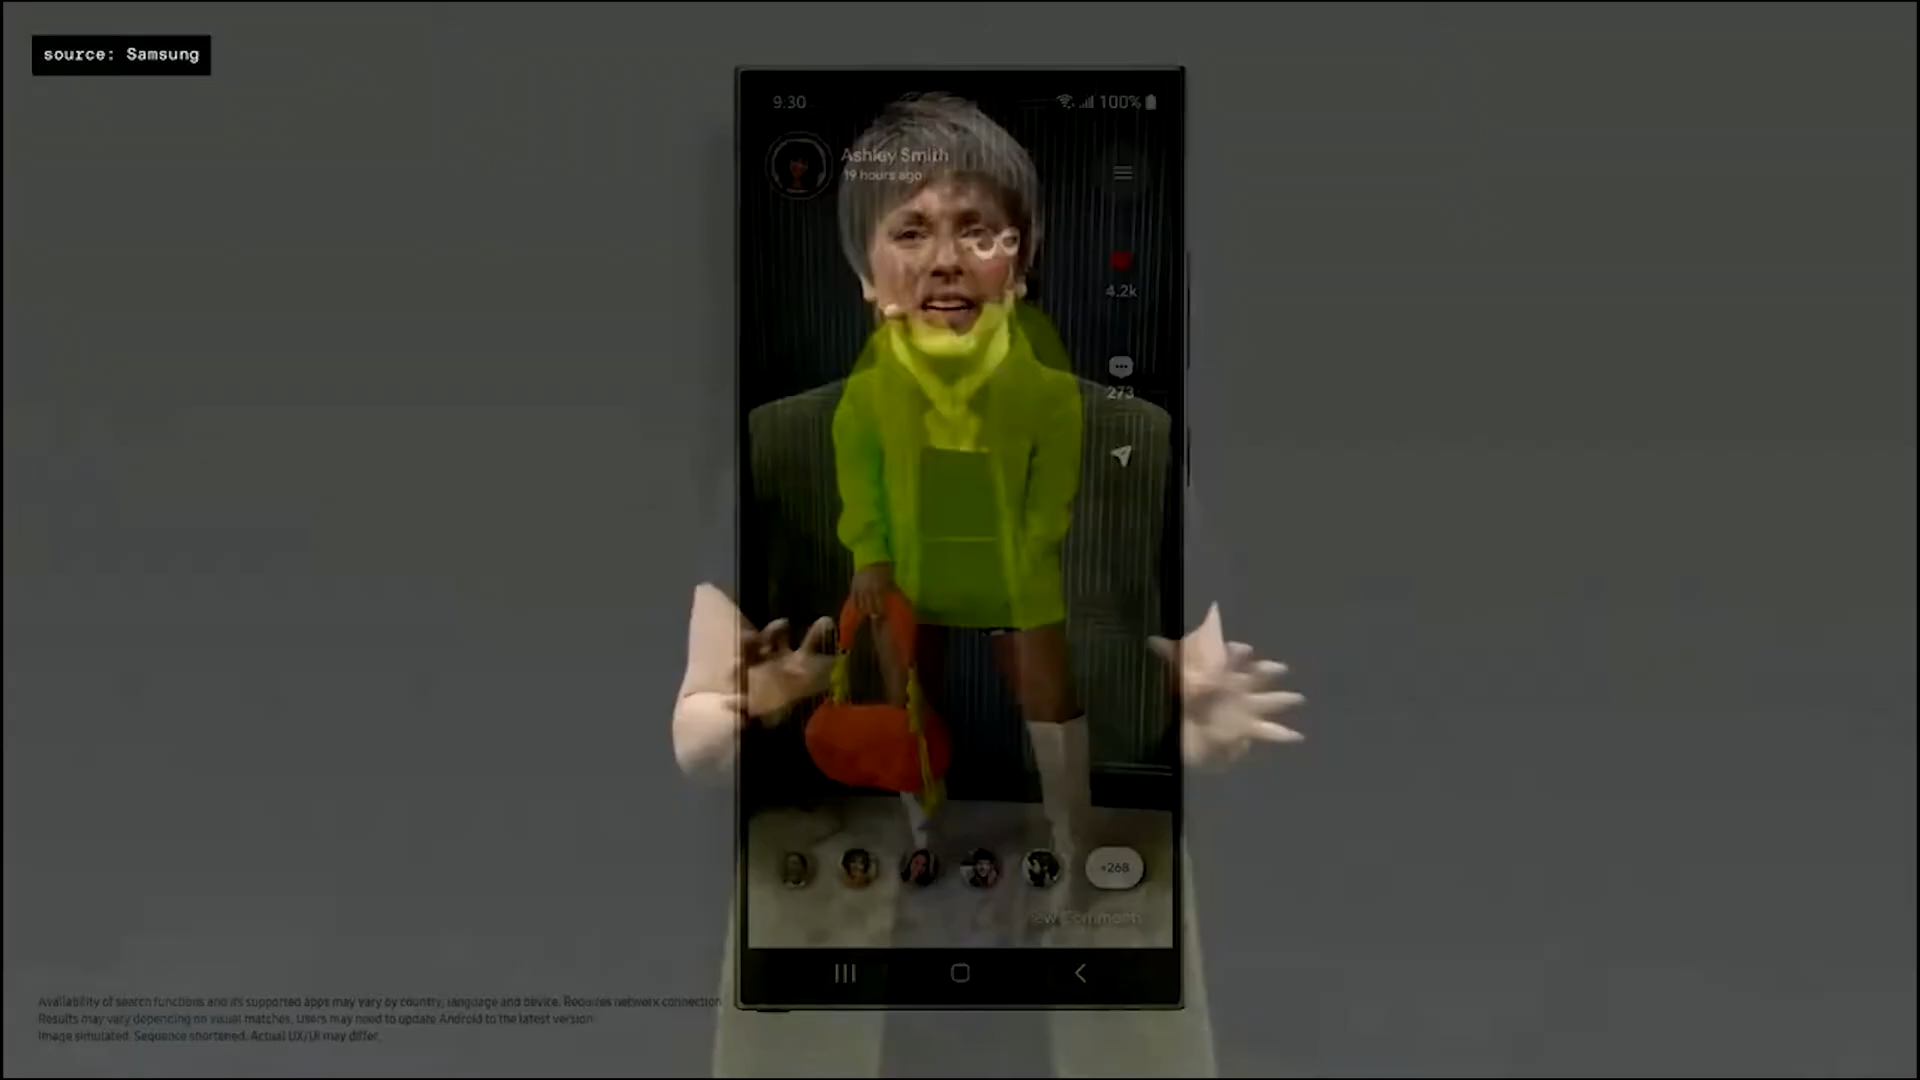 source: Samsung
9:30
100%
Ashley Smith
19 hours ago
4.2k
273
+268
Comments
Availability of search functions and its supported apps may vary by country, language and device. Requires network connection
Results may vary depending on visual matches. Users may need to update Android to the latest version.
Image simulated. Sequence shortened. Actual UX/UI may differ.